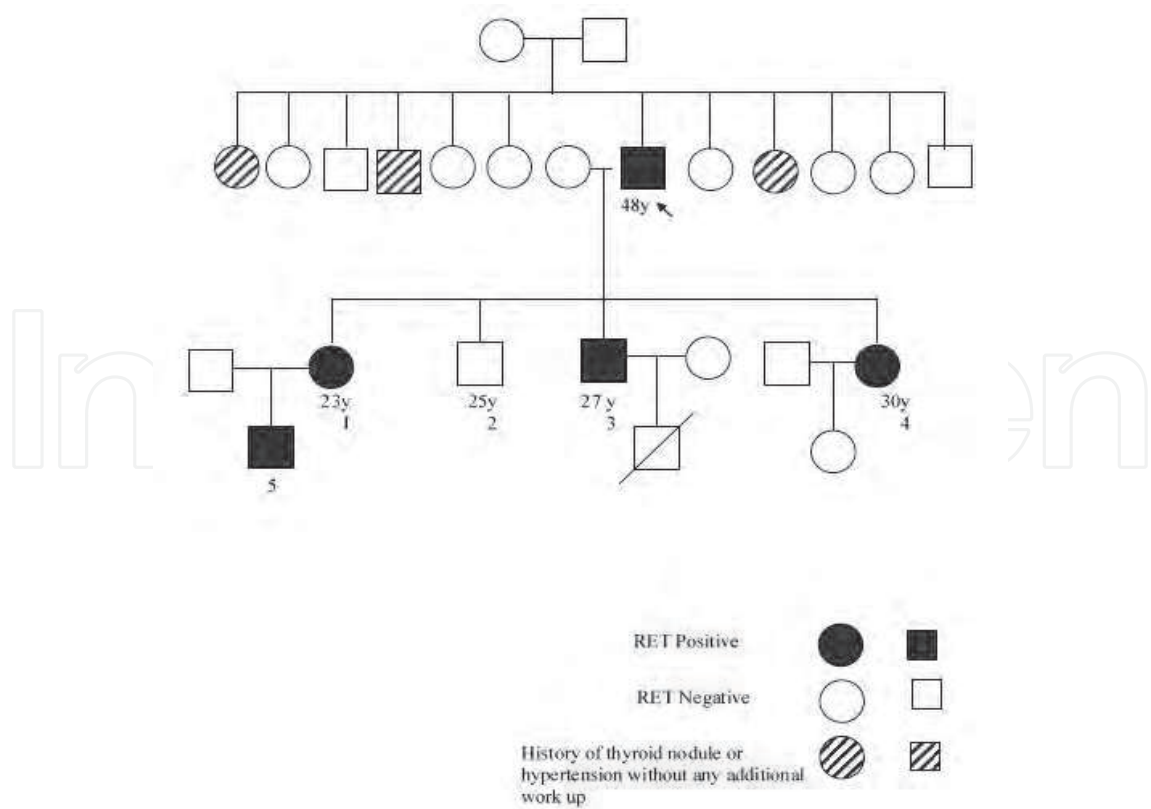 48y
23y
1
25y
2
27 y
3
30y
4
5
RET Positive
RET Negative
History of thyroid nodule or
hypertension without any additional
work up